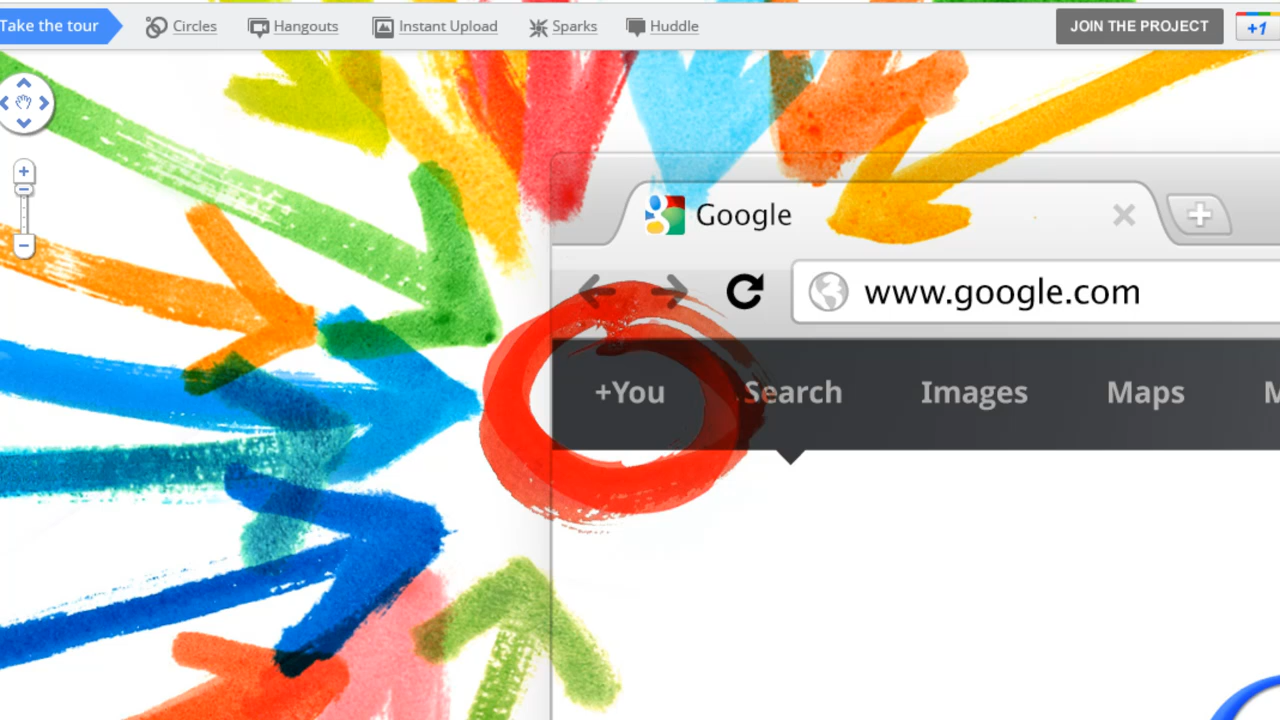 Take the tour Circles Hangouts Instant Upload Sparks Huddle JOIN THE PROJECT +1
Google
www.google.com
+You Search Images Maps